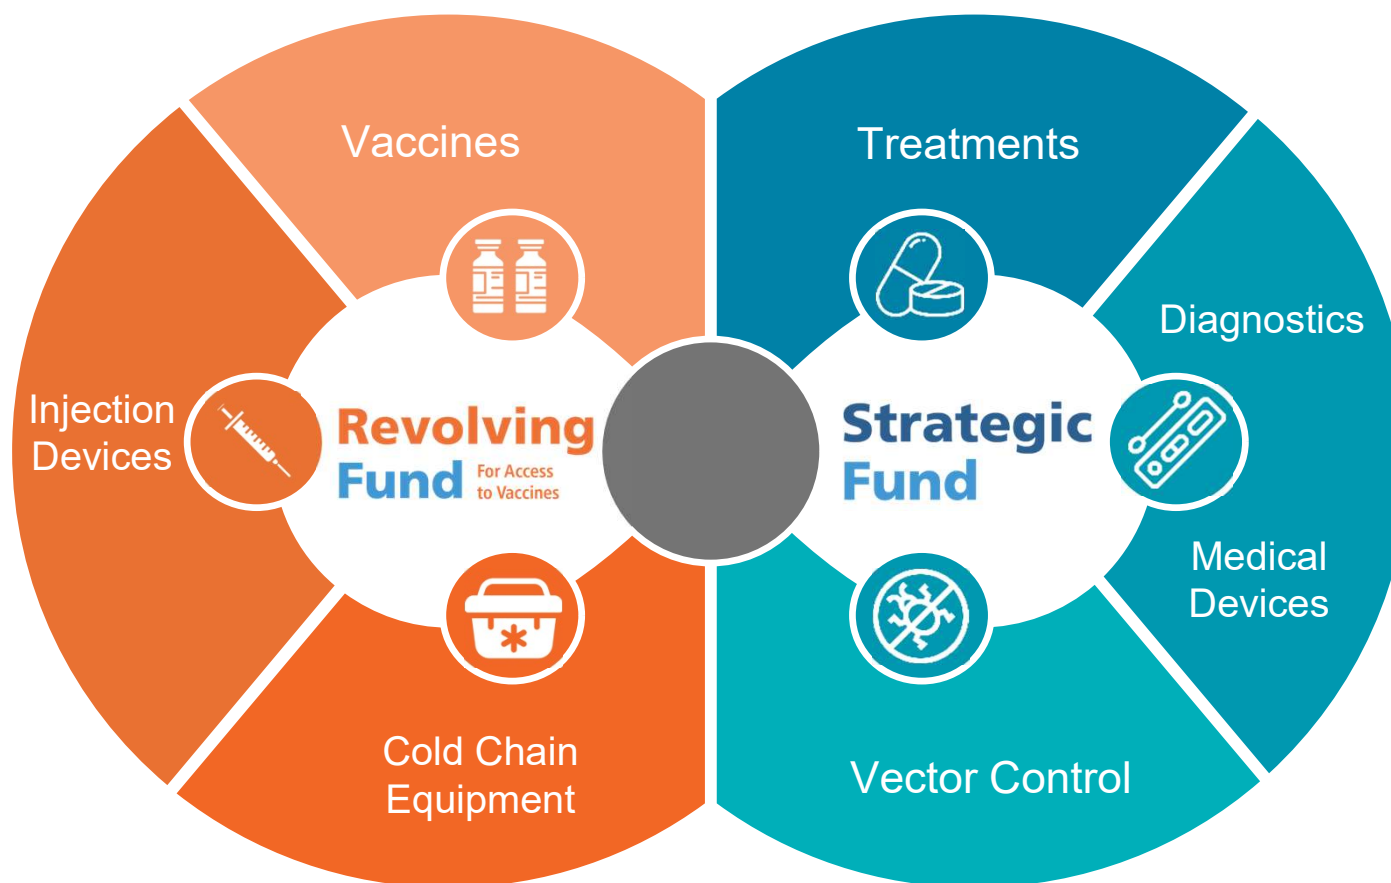 Vaccines
Treatments
Diagnostics
Injection
Devices
Revolving
Fund
For Access
to Vaccines
Strategic
Fund
Medical
Devices
Cold Chain
Equipment
Vector Control